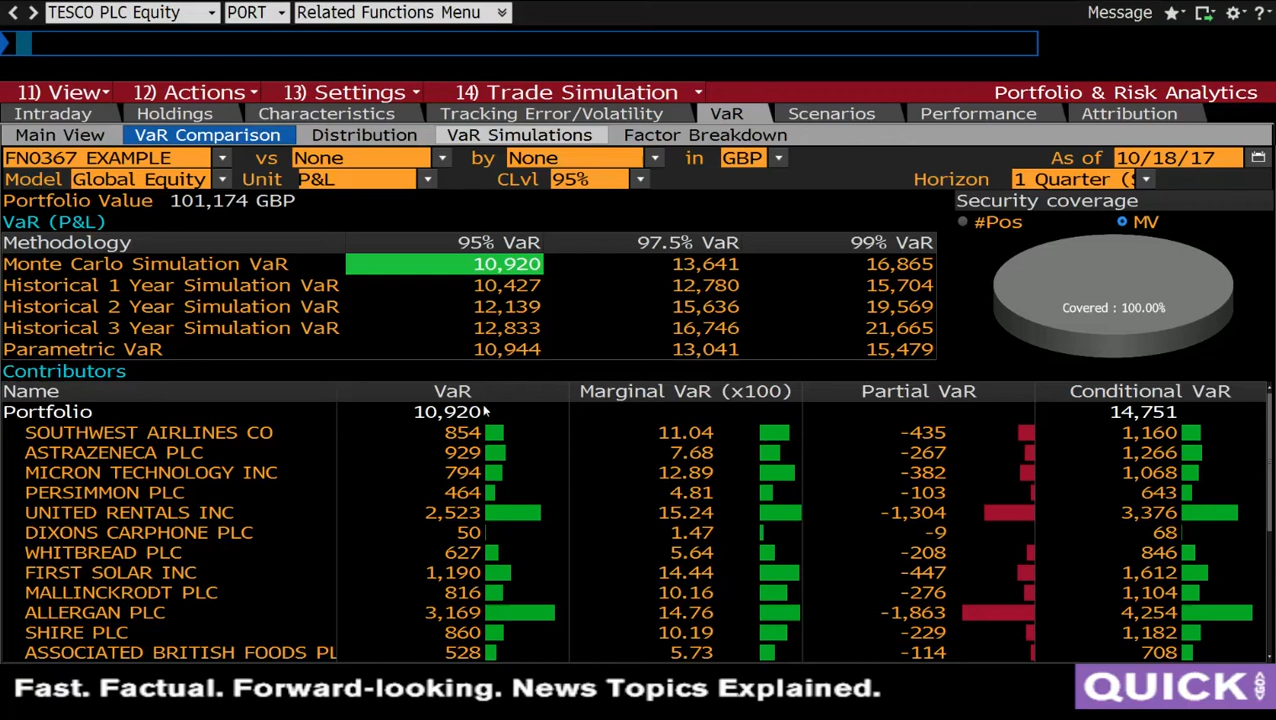 TESCO PLC Equity PORT Related Functions Menu Message
11) View 12) Actions 13) Settings 14) Trade Simulation Portfolio & Risk Analytics
Intraday Holdings Characteristics Tracking Error/Volatility VaR Scenarios Performance Attribution
Main View VaR Comparison Distribution VaR Simulations Factor Breakdown
FN0367 EXAMPLE vs None by None in GBP As of 10/18/17
Model Global Equity Unit P&L CLvl 95% Horizon 1 Quarter (
Portfolio Value 101,174 GBP Security coverage
VaR (P&L) #Pos MV
Methodology 95% VaR 97.5% VaR 99% VaR
Monte Carlo Simulation VaR 10,920 13,641 16,865
Historical 1 Year Simulation VaR 10,427 12,780 15,704
Historical 2 Year Simulation VaR 12,139 15,636 19,569
Covered : 100.00%
Historical 3 Year Simulation VaR 12,833 16,746 21,665
Parametric VaR 10,944 13,041 15,479
Contributors
Name VaR Marginal VaR (x100) Partial VaR Conditional VaR
Portfolio 10,920 14,751
SOUTHWEST AIRLINES CO 854 11.04 -435 1,160
ASTRAZENECA PLC 929 7.68 -267 1,266
MICRON TECHNOLOGY INC 794 12.89 -382 1,068
PERSIMMON PLC 464 4.81 -103 643
UNITED RENTALS INC 2,523 15.24 -1,304 3,376
DIXONS CARPHONE PLC 50 1.47 -9 68
WHITBREAD PLC 627 5.64 -208 846
FIRST SOLAR INC 1,190 14.44 -447 1,612
MALLINCKRODT PLC 816 10.16 -276 1,104
ALLERGAN PLC 3,169 14.76 -1,863 4,254
SHIRE PLC 860 10.19 -229 1,182
ASSOCIATED BRITISH FOODS PL 528 5.73 -114 708
Fast. Factual. Forward-looking. News Topics Explained. QUICK